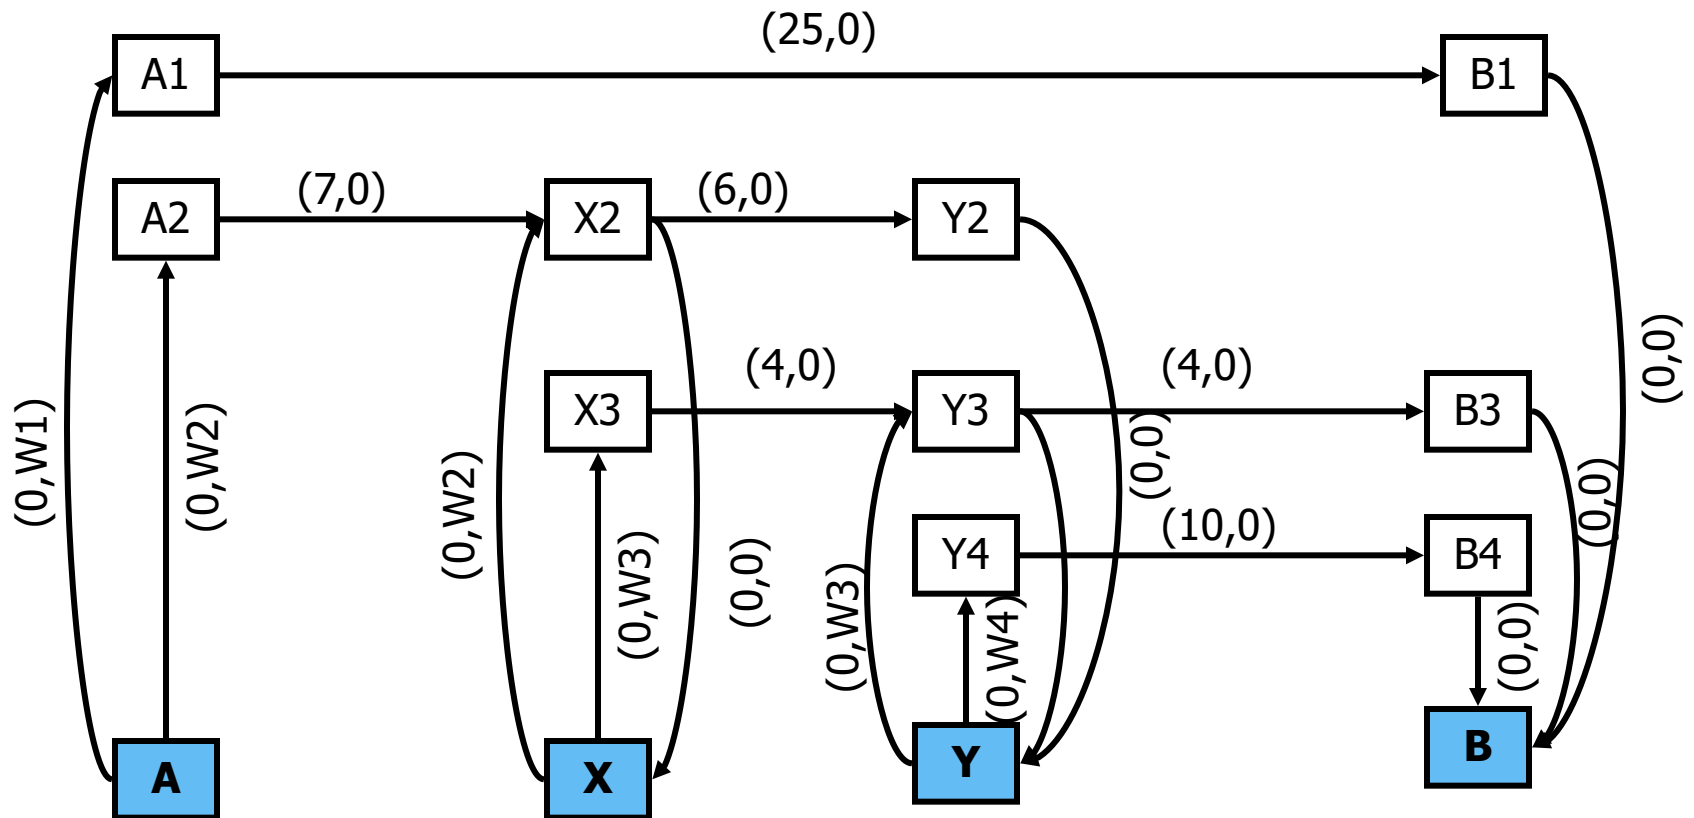 (25,0)
A1
B1
(7,0)
(6,0)
A2
X2
Y2
(0,0)
(4,0)
(4,0)
X3
Y3
B3
(0,W1)
(0,W2)
(0,W2)
(0,0)
(0,0)
(10,0)
(0,W3)
(0,0)
(0,W3)
Y4
B4
(0,W4)
(0,0)
A
X
Y
B